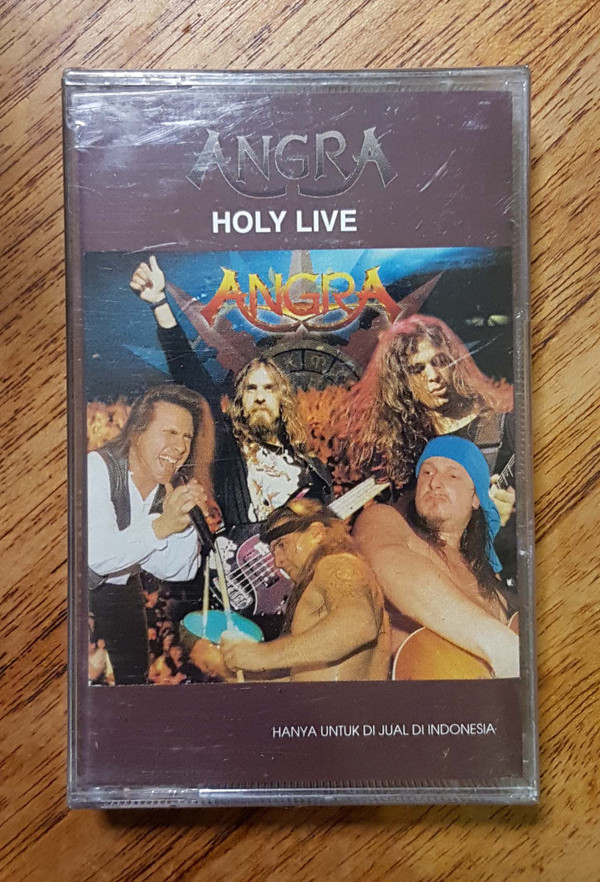 ANGRA
HOLY LIVE
ANGRA
HANYA UNTUK DI JUAL DI INDONESIA